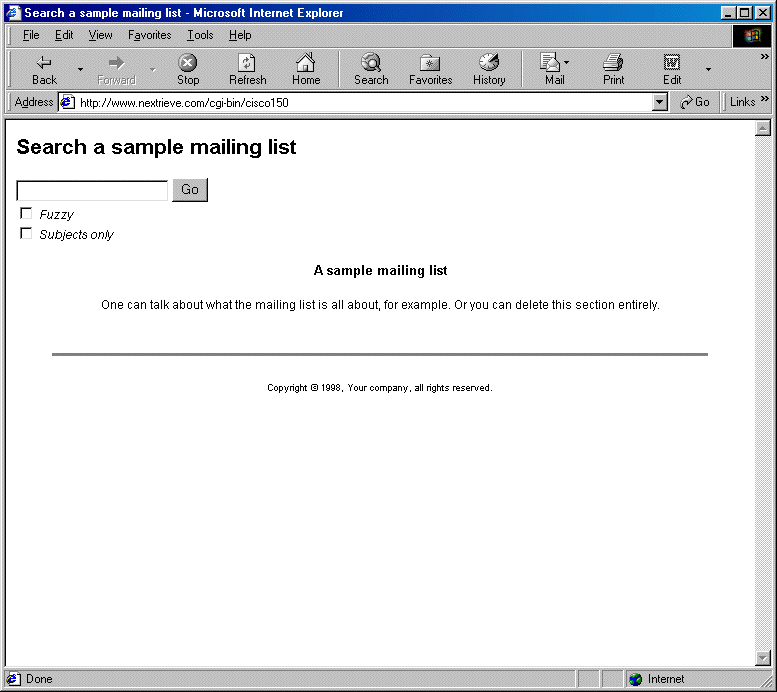 Search a sample mailing list - Microsoft Internet Explorer
File Edit View Favorites Tools Help
Back Forward Stop Refresh Home Search Favorites History Mail Print Edit »
Address http://www.nextrieve.com/cgi-bin/cisco150 Go Links »
Search a sample mailing list
Go
Fuzzy
Subjects only
A sample mailing list
One can talk about what the mailing list is all about, for example. Or you can delete this section entirely.
Copyright © 1998, Your company, all rights reserved.
Done Internet